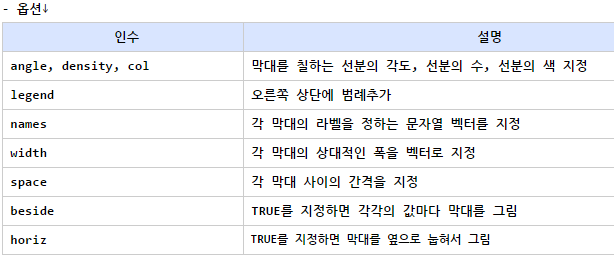 - 옵션↓
인수 설명
angle, density, col 막대를 칠하는 선분의 각도, 선분의 수, 선분의 색 지정
legend 오른쪽 상단에 범례추가
names 각 막대의 라벨을 정하는 문자열 벡터를 지정
width 각 막대의 상대적인 폭을 벡터로 지정
space 각 막대 사이의 간격을 지정
beside TRUE를 지정하면 각각의 값마다 막대를 그림
horiz TRUE를 지정하면 막대를 옆으로 눕혀서 그림